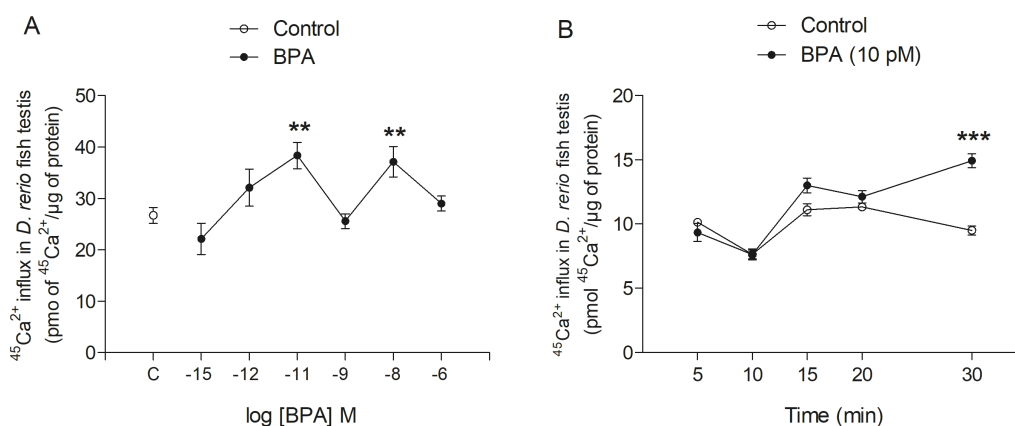 A
Control
BPA
⁴⁵Ca²⁺ influx in D. rerio fish testis
(pmo of ⁴⁵Ca²⁺/µg of protein)
50
40
30
20
10
0
**
**
C
-15
-12
-11
-9
-8
-6
log [BPA] M
B
Control
BPA (10 pM)
⁴⁵Ca²⁺ influx in D. rerio fish testis
(pmol ⁴⁵Ca²⁺/µg of protein)
20
15
10
5
0
***
5
10
15
20
30
Time (min)